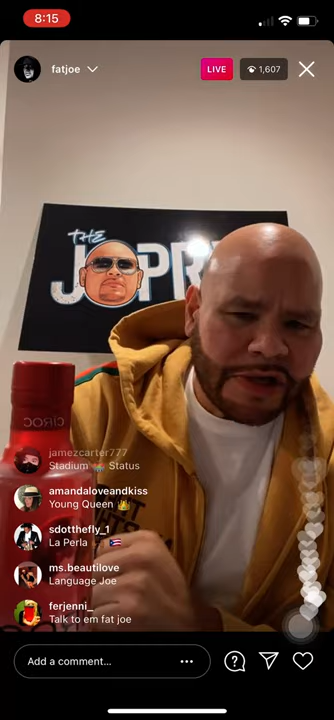 8:15
fatjoe
LIVE
1,607
THE
CIROC
jamezcarter777
Stadium Status
amandaloveandkiss
Young Queen
sdotthefly_1
La Perla
ms.beautilove
Language Joe
ferjenni_
Talk to em fat joe
Add a comment...